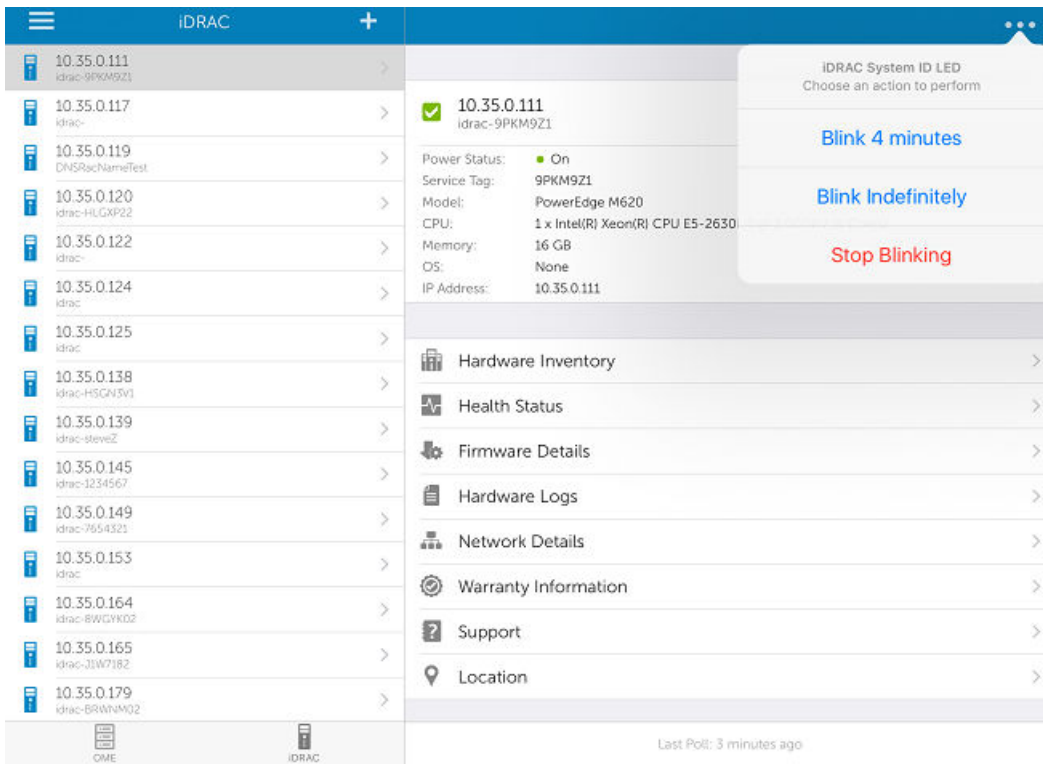 iDRAC
+
10.35.0.111
idrac-9PKM9Z1
10.35.0.117
idrac-
10.35.0.119
DNSRacNameTest
10.35.0.120
idrac-HLGXP22
10.35.0.122
idrac-
10.35.0.124
idrac
10.35.0.125
idrac
10.35.0.138
idrac-HSGN3V1
10.35.0.139
idrac-steveZ
10.35.0.145
idrac-1234567
10.35.0.149
idrac-7654321
10.35.0.153
idrac
10.35.0.164
idrac-8WGYK02
10.35.0.165
idrac-J1W7182
10.35.0.179
idrac-BRWNM02
OME
iDRAC
10.35.0.111
idrac-9PKM9Z1
Power Status: On
Service Tag: 9PKM9Z1
Model: PowerEdge M620
CPU: 1 x Intel(R) Xeon(R) CPU E5-2630
Memory: 16 GB
OS: None
IP Address: 10.35.0.111
iDRAC System ID LED
Choose an action to perform
Blink 4 minutes
Blink Indefinitely
Stop Blinking
Hardware Inventory
Health Status
Firmware Details
Hardware Logs
Network Details
Warranty Information
Support
Location
Last Poll: 3 minutes ago